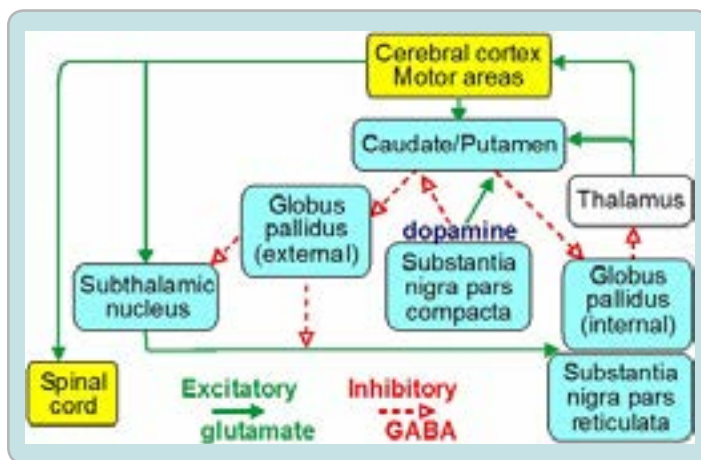 Cerebral cortex
Motor areas
Caudate/Putamen
Globus
pallidus
(external)
dopamine
Thalamus
Subthalamic
nucleus
Substantia
nigra pars
compacta
Globus
pallidus
(internal)
Spinal
cord
Excitatory
glutamate
Inhibitory
GABA
Substantia
nigra pars
reticulata